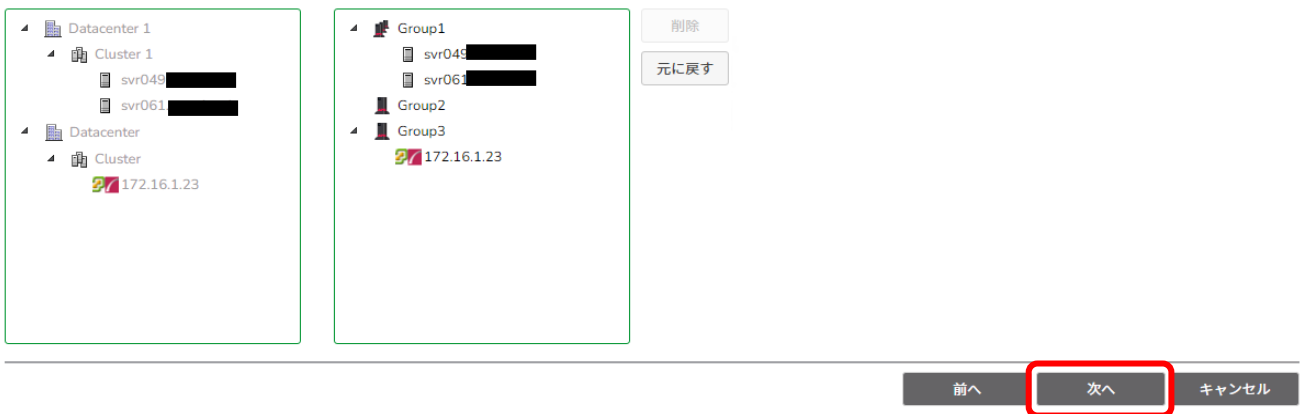 Datacenter 1
Cluster 1
svr049
svr061
Datacenter
Cluster
172.16.1.23
Group1
svr049
svr061
Group2
Group3
172.16.1.23
削除
元に戻す
前へ
次へ
キャンセル